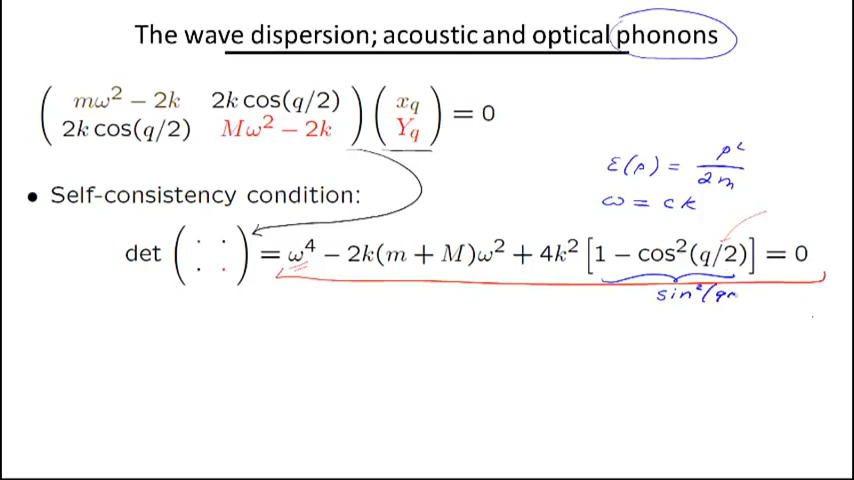 The wave dispersion; acoustic and optical phonons
( mω² − 2k 2k cos(q/2) ) ( x_q ) = 0
( 2k cos(q/2) Mω² − 2k ) ( Y_q )
ε(p) = p² / 2m
ω = ck
• Self-consistency condition:
det ( · · ) = ω⁴ − 2k(m + M)ω² + 4k² [1 − cos²(q/2)] = 0
( · · )
sin²(q